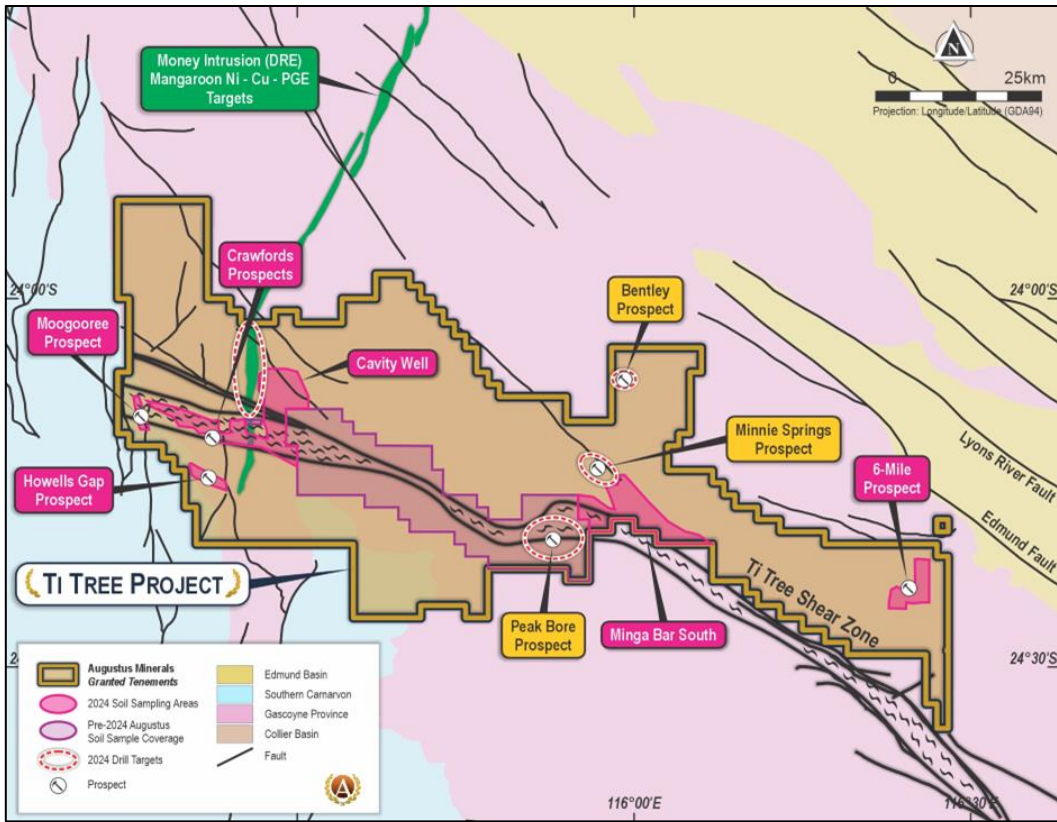 Money Intrusion (DRE)
Mangaroon Ni - Cu - PGE
Targets
N
0 25km
Projection: Longitude/Latitude (GDA94)
Crawfords
Prospects
24°00'S
24°00'S
Bentley
Prospect
Moogooree
Prospect
Cavity Well
Minnie Springs
Prospect
Lyons River Fault
6-Mile
Prospect
Howells Gap
Prospect
Edmund Fault
TI TREE PROJECT
Ti Tree Shear Zone
Peak Bore
Prospect
Minga Bar South
24°30'S
Augustus Minerals
Granted Tenements
2024 Soil Sampling Areas
Pre-2024 Augustus
Soil Sample Coverage
2024 Drill Targets
Prospect
Edmund Basin
Southern Carnarvon
Gascoyne Province
Collier Basin
Fault
A
116°00'E
116°30'E